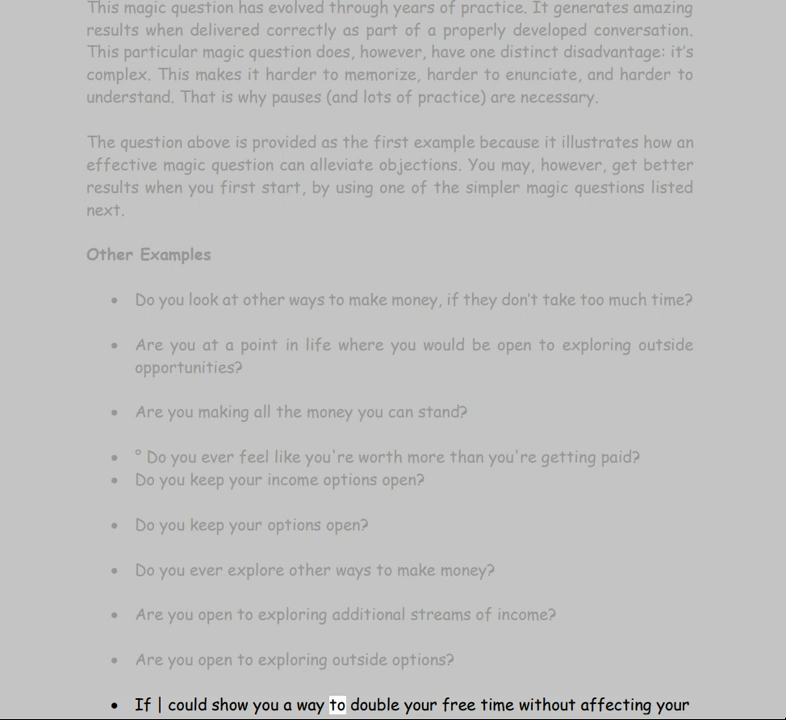 This magic question has evolved through years of practice. It generates amazing
results when delivered correctly as part of a properly developed conversation.
This particular magic question does, however, have one distinct disadvantage: it's
complex. This makes it harder to memorize, harder to enunciate, and harder to
understand. That is why pauses (and lots of practice) are necessary.
The question above is provided as the first example because it illustrates how an
effective magic question can alleviate objections. You may, however, get better
results when you first start, by using one of the simpler magic questions listed
next.
Other Examples
• Do you look at other ways to make money, if they don't take too much time?
• Are you at a point in life where you would be open to exploring outside
opportunities?
• Are you making all the money you can stand?
• ° Do you ever feel like you're worth more than you're getting paid?
• Do you keep your income options open?
• Do you keep your options open?
• Do you ever explore other ways to make money?
• Are you open to exploring additional streams of income?
• Are you open to exploring outside options?
• If | could show you a way to double your free time without affecting your